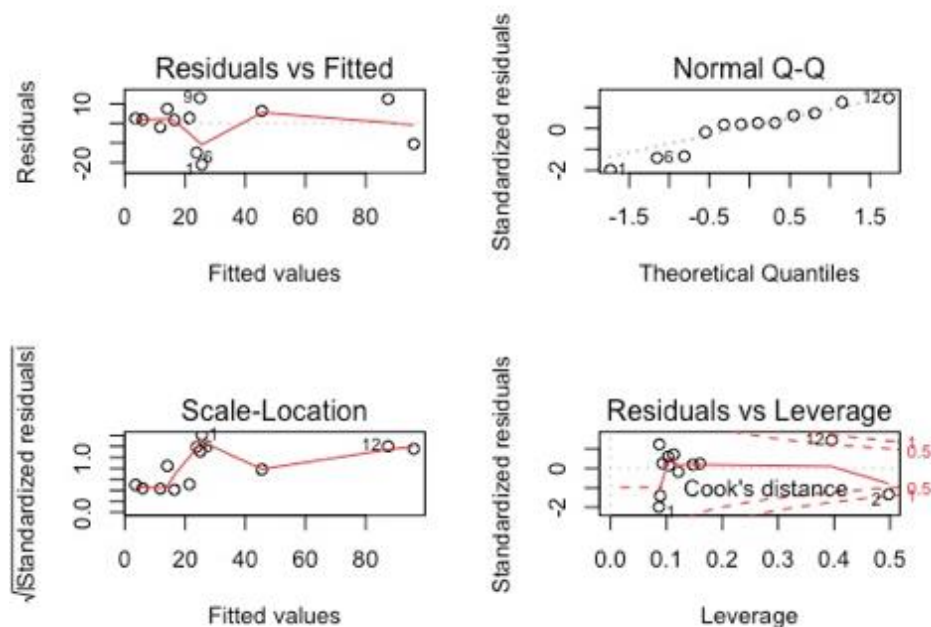 Residuals vs Fitted
Residuals
10
-20
9
6
1
0 20 40 60 80
Fitted values
Normal Q-Q
Standardized residuals
0
-2
12
6
1
-1.5 -0.5 0.5 1.5
Theoretical Quantiles
Scale-Location
√|Standardized residuals|
1.0
0.0
1
12
0 20 40 60 80
Fitted values
Residuals vs Leverage
Standardized residuals
0
-2
12
1
0.5
Cook's distance
0.5
1
2
1
0.0 0.1 0.2 0.3 0.4 0.5
Leverage